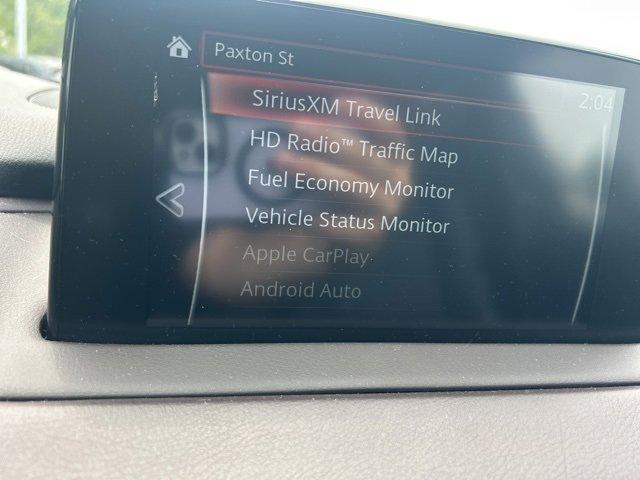 Paxton St
2:04
SiriusXM Travel Link
HD Radio™ Traffic Map
Fuel Economy Monitor
Vehicle Status Monitor
Apple CarPlay
Android Auto